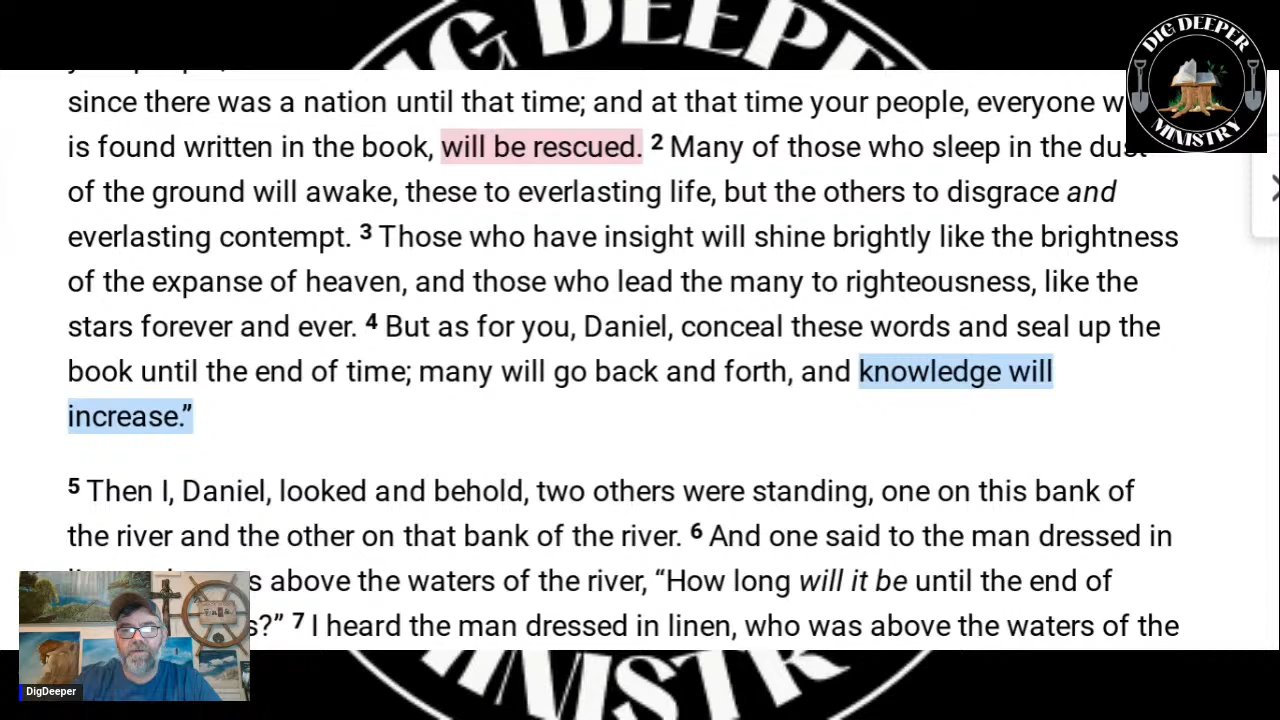 DIG DEEPER
since there was a nation until that time; and at that time your people, everyone
is found written in the book, will be rescued. 2 Many of those who sleep in the dust
of the ground will awake, these to everlasting life, but the others to disgrace and
everlasting contempt. 3 Those who have insight will shine brightly like the brightness
of the expanse of heaven, and those who lead the many to righteousness, like the
stars forever and ever. 4 But as for you, Daniel, conceal these words and seal up the
book until the end of time; many will go back and forth, and knowledge will
increase.”
5 Then I, Daniel, looked and behold, two others were standing, one on this bank of
the river and the other on that bank of the river. 6 And one said to the man dressed in
above the waters of the river, “How long will it be until the end of
7 I heard the man dressed in linen, who was above the waters of the
MINISTRY
DIG DEEPER
MINISTRY
DigDeeper